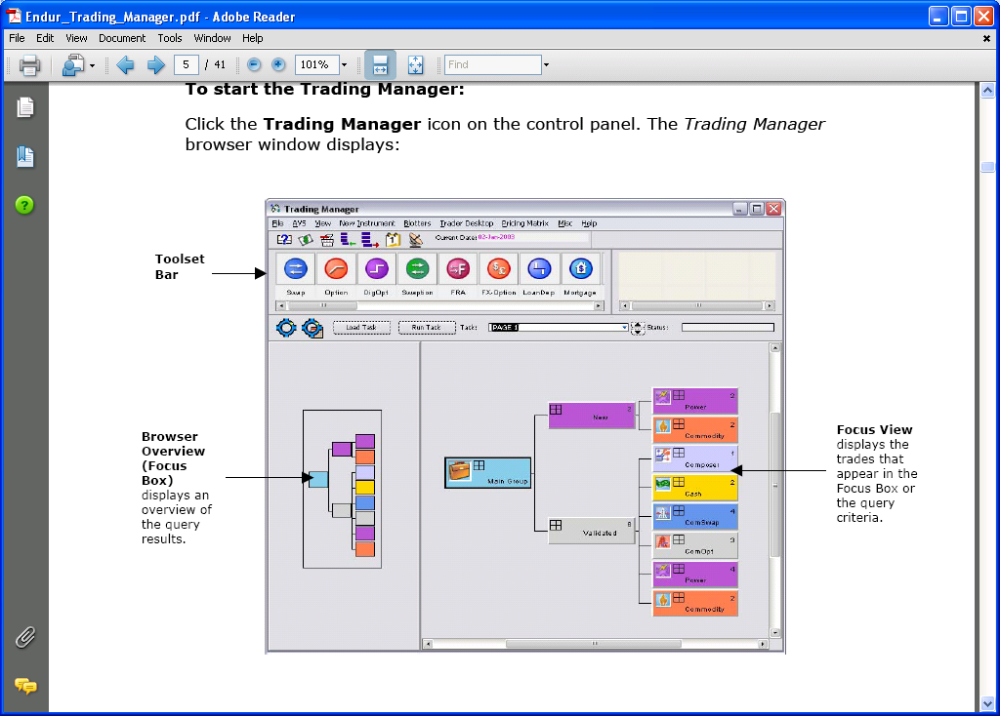 Endur_Trading_Manager.pdf - Adobe Reader
File Edit View Document Tools Window Help
5 / 41 101% Find
To start the Trading Manager:
Click the Trading Manager icon on the control panel. The Trading Manager
browser window displays:
Trading Manager
File AVS View New Instrument Blotters Trader Desktop Pricing Matrix Misc Help
Current Date: 02-Jan-2003
Toolset
Bar
Swap Option DigOpt Swaption FRA FX-Option LoanDep Mortgage
Load Task Run Task Task: PAGE 1 Status:
Browser
Overview
(Focus
Box)
displays an
overview of
the query
results.
Main Group
New
Validated
2
Power
2
Commodity
1
Composer
2
Cash
4
ComSwap
3
ComOpt
4
Power
2
Commodity
Focus View
displays the
trades that
appear in the
Focus Box or
the query
criteria.